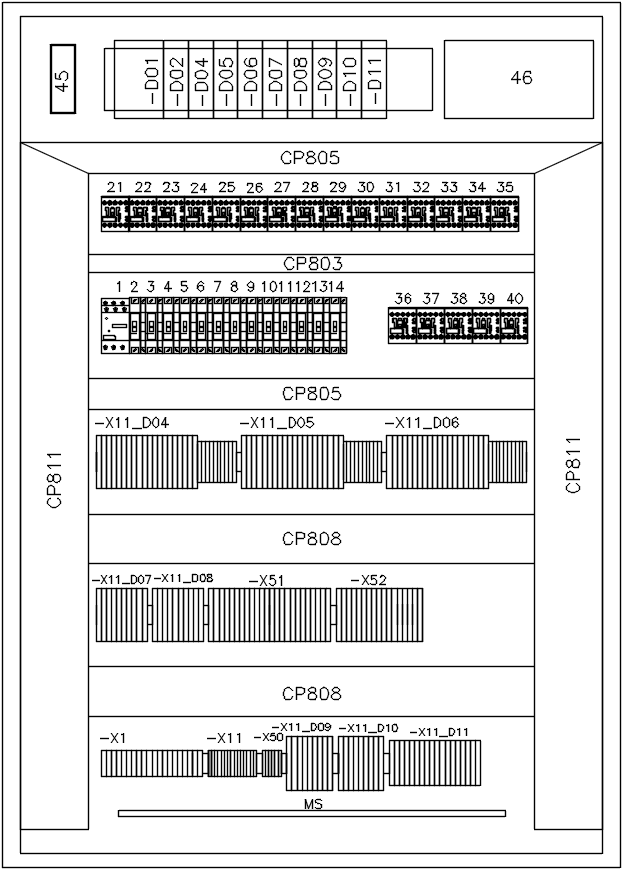 45 -D01 -D02 -D04 -D05 -D06 -D07 -D08 -D09 -D10 -D11 46
CP805
21 22 23 24 25 26 27 28 29 30 31 32 33 34 35
CP803
1 2 3 4 5 6 7 8 9 10 11 12 13 14 36 37 38 39 40
CP805
-X11_D04 -X11_D05 -X11_D06
CP811 CP811
CP808
-X11_D07 -X11_D08 -X51 -X52
CP808
-X1 -X11 -X50 -X11_D09 -X11_D10 -X11_D11
MS